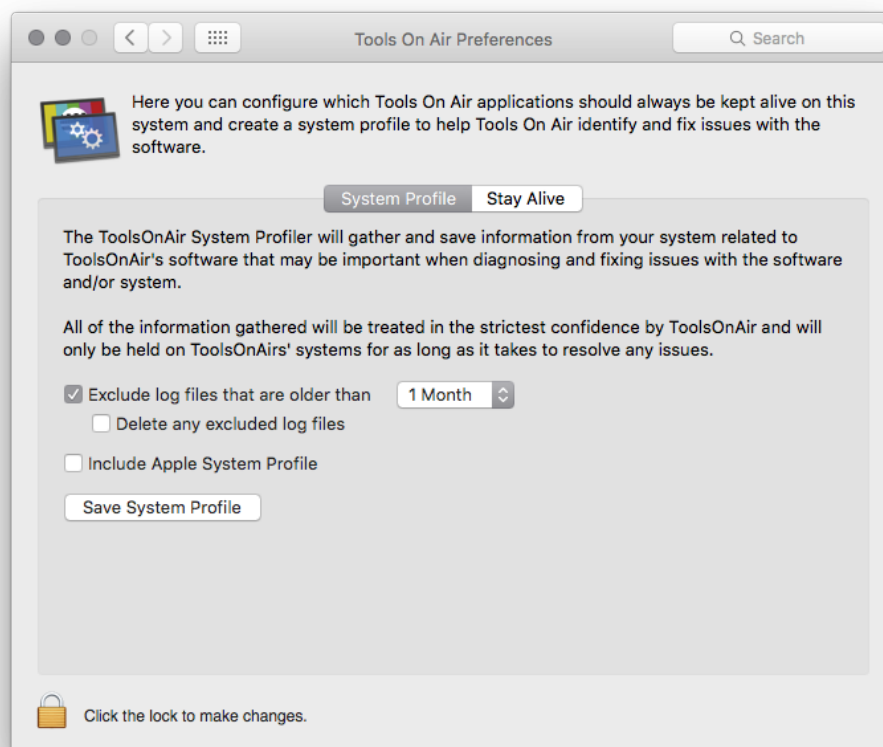 Tools On Air Preferences
Search
Here you can configure which Tools On Air applications should always be kept alive on this
system and create a system profile to help Tools On Air identify and fix issues with the
software.
System Profile
Stay Alive
The ToolsOnAir System Profiler will gather and save information from your system related to
ToolsOnAir's software that may be important when diagnosing and fixing issues with the software
and/or system.
All of the information gathered will be treated in the strictest confidence by ToolsOnAir and will
only be held on ToolsOnAirs' systems for as long as it takes to resolve any issues.
Exclude log files that are older than
1 Month
Delete any excluded log files
Include Apple System Profile
Save System Profile
Click the lock to make changes.